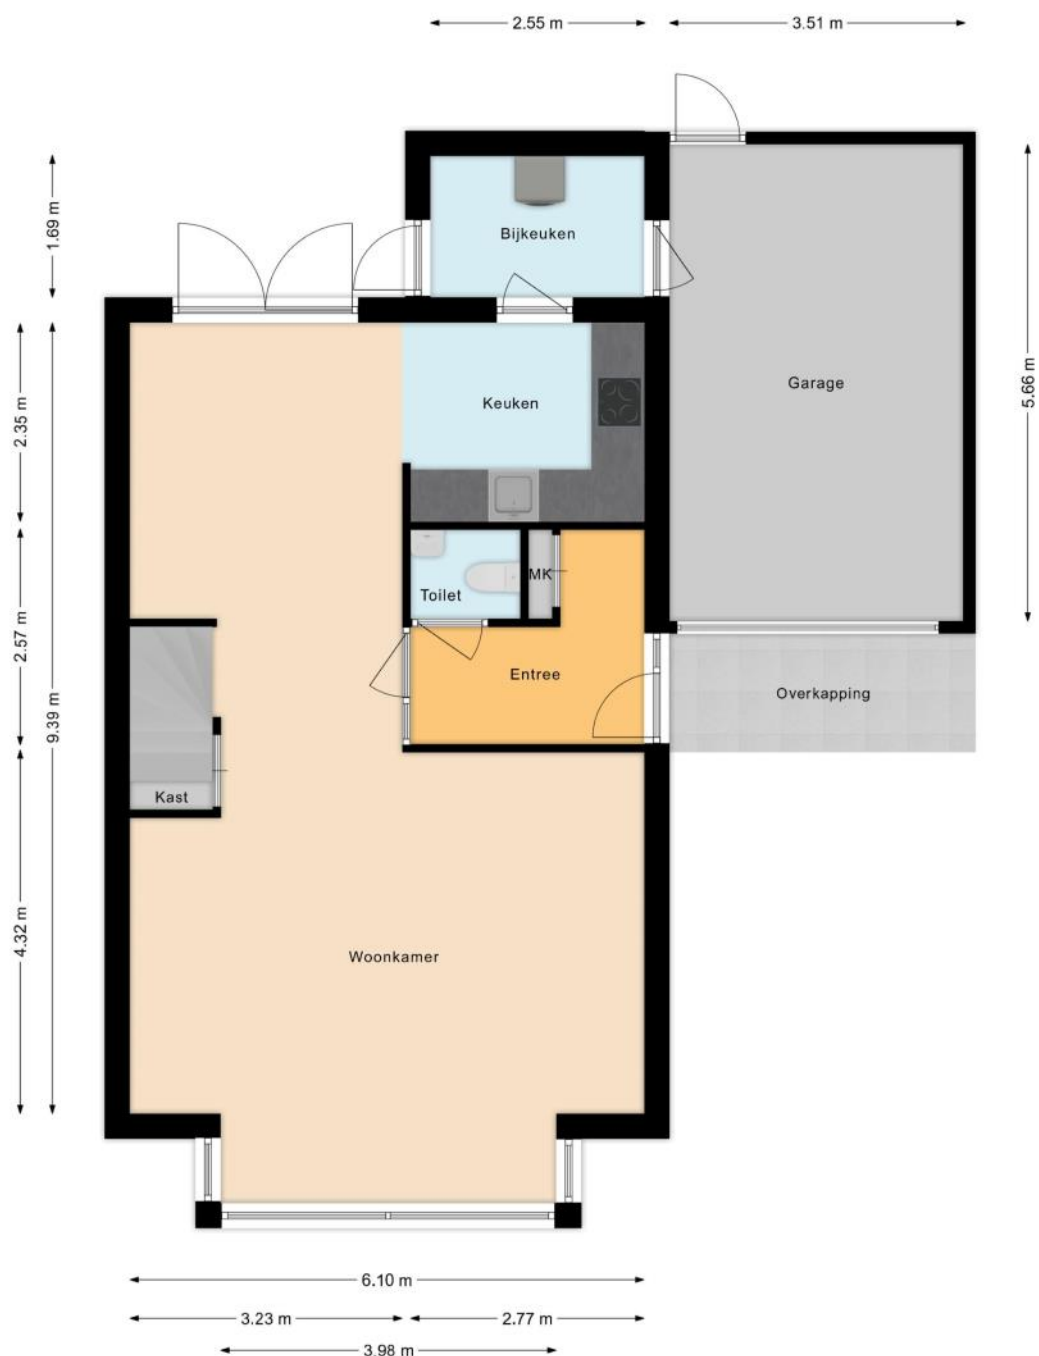 2.55 m
3.51 m
1.69 m
Bijkeuken
2.35 m
Keuken
Garage
5.66 m
2.57 m
MK
Toilet
9.39 m
Entree
Overkapping
Kast
4.32 m
Woonkamer
6.10 m
3.23 m
2.77 m
3.98 m